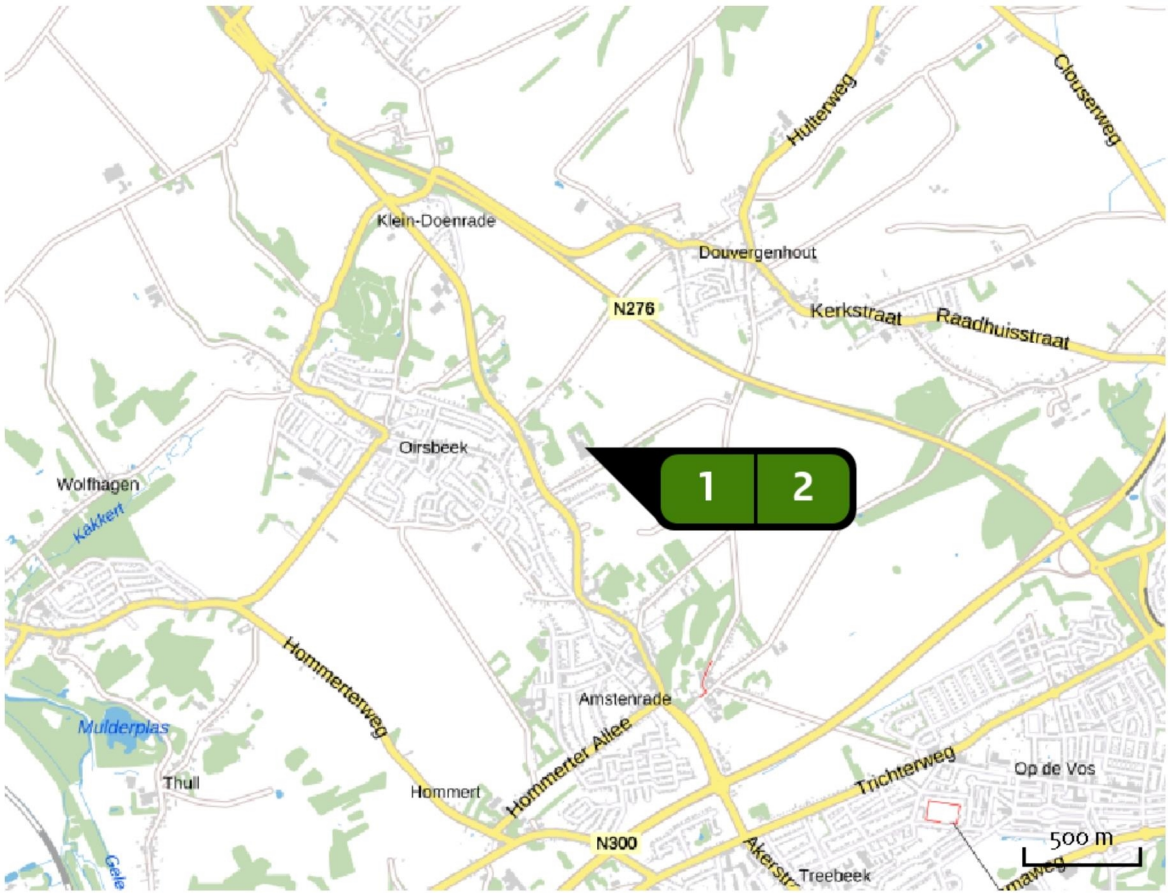 Hulterweg
Clouserweg
Klein-Doenrade
Douvergenhout
N276
Kerkstraat
Raadhuisstraat
Oirsbeek
Wolfhagen
1
2
Kakkert
Hommerterweg
Amstenrade
Mulderplas
Hommerter Allee
Thull
Hommert
Trichterweg
Op de Vos
N300
500 m
Treebeek